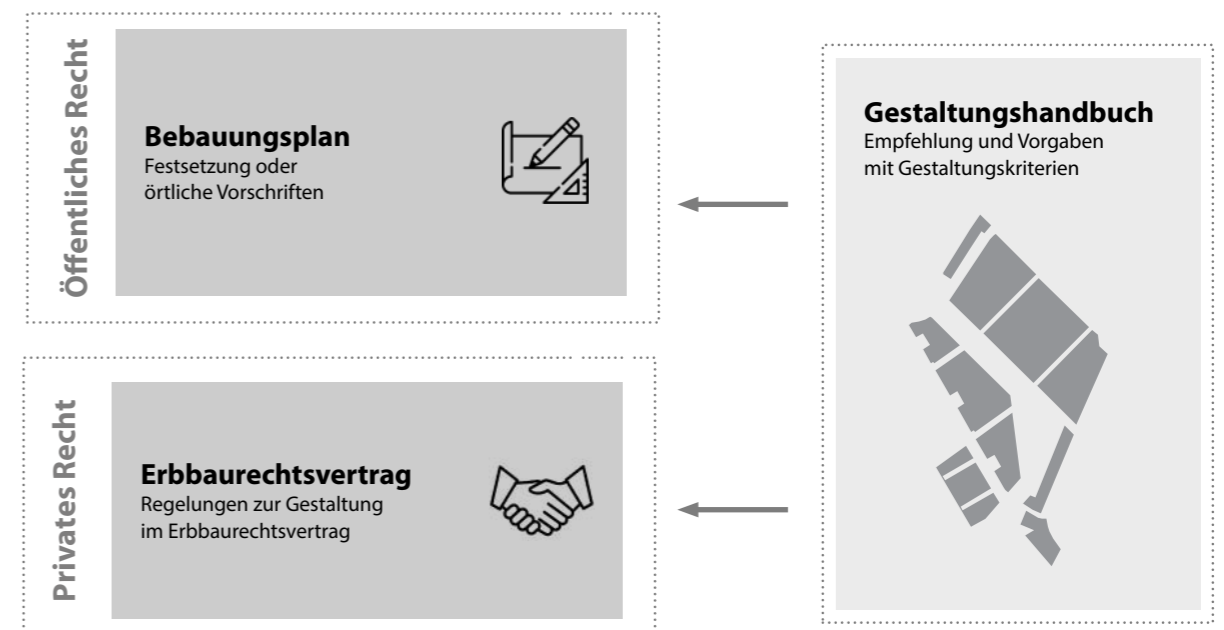 Öffentliches Recht
Bebauungsplan
Festsetzung oder
örtliche Vorschriften
Privates Recht
Erbbaurechtsvertrag
Regelungen zur Gestaltung
im Erbbaurechtsvertrag
Gestaltungshandbuch
Empfehlung und Vorgaben
mit Gestaltungskriterien